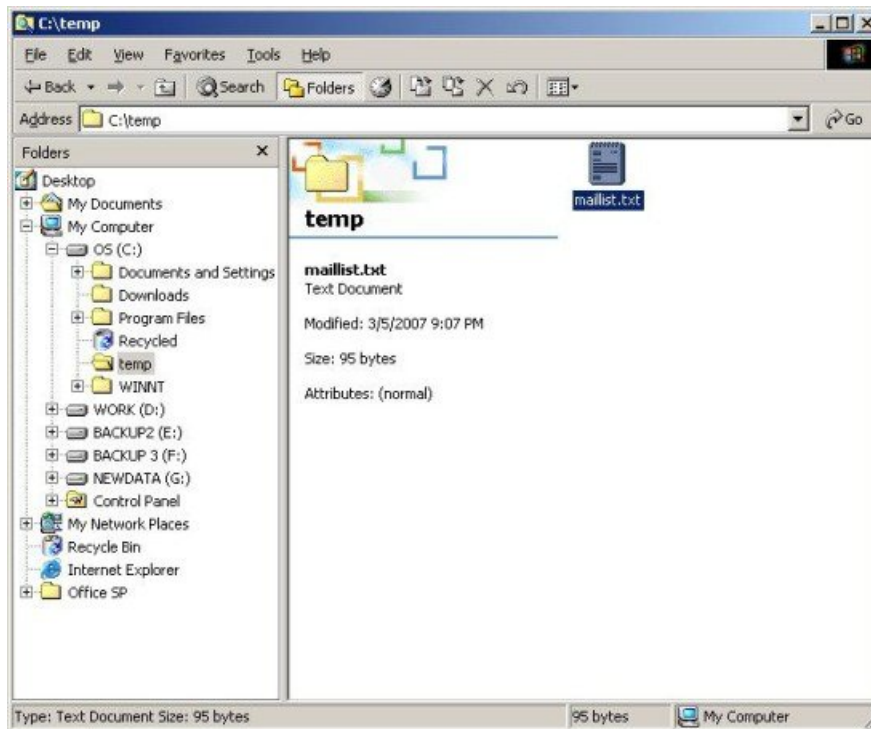 C:\temp
File Edit View Favorites Tools Help
Back Search Folders
Address C:\temp Go
Folders
Desktop
My Documents
My Computer
OS (C:)
Documents and Settings
Downloads
Program Files
Recycled
temp
WINNT
WORK (D:)
BACKUP2 (E:)
BACKUP 3 (F:)
NEWDATA (G:)
Control Panel
My Network Places
Recycle Bin
Internet Explorer
Office SP
temp
maillist.txt
Text Document
Modified: 3/5/2007 9:07 PM
Size: 95 bytes
Attributes: (normal)
maillist.txt
Type: Text Document Size: 95 bytes 95 bytes My Computer